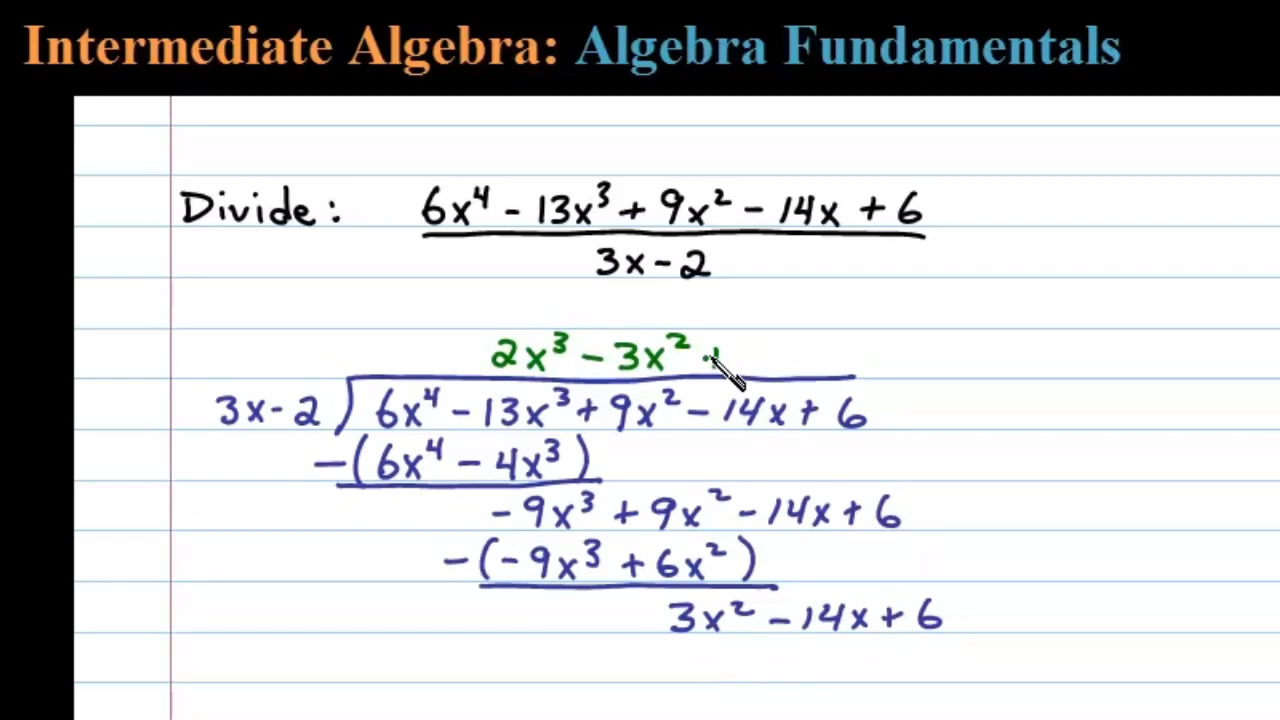 Intermediate Algebra: Algebra Fundamentals
Divide: 6x⁴ - 13x³ + 9x² - 14x + 6
3x - 2
2x³ - 3x² +
3x - 2 ) 6x⁴ - 13x³ + 9x² - 14x + 6
-(6x⁴ - 4x³)
-9x³ + 9x² - 14x + 6
-(-9x³ + 6x²)
3x² - 14x + 6